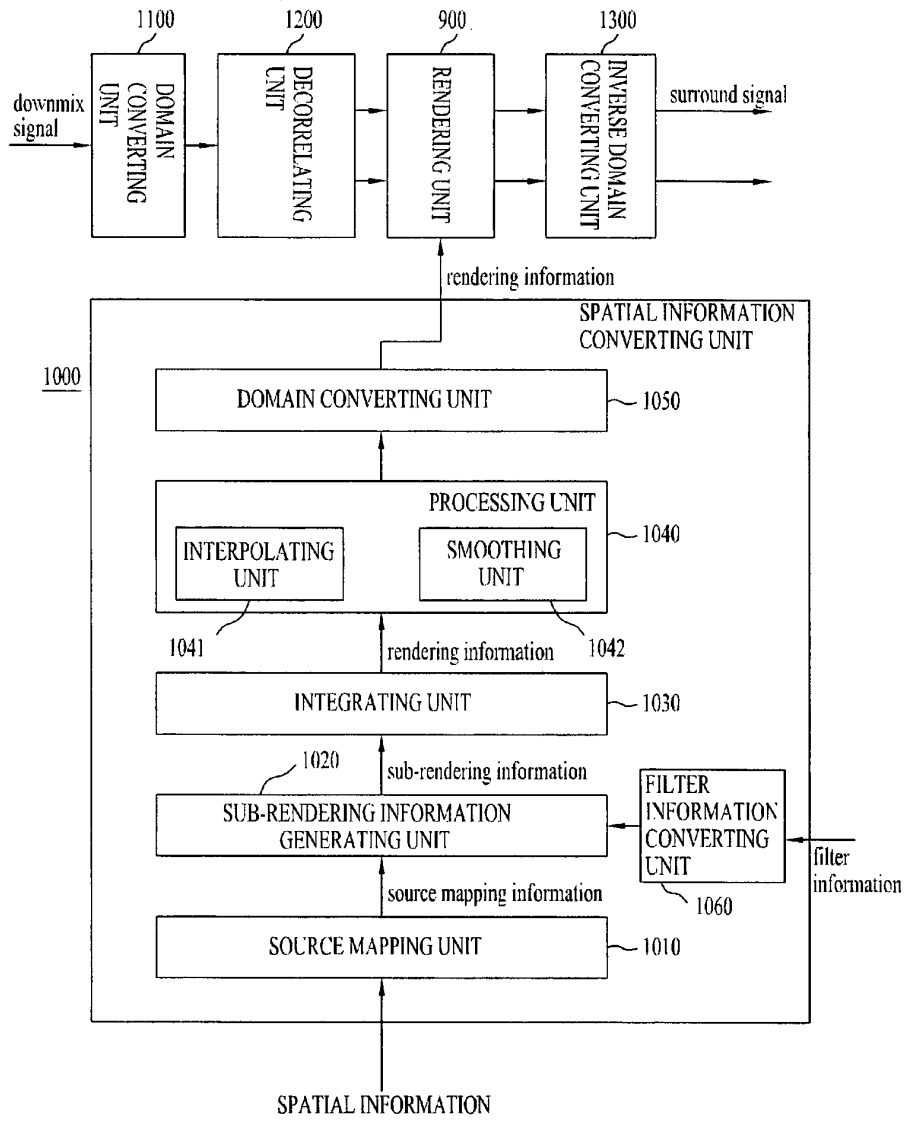 1100
1200
900
1300
downmix
signal
DOMAIN
CONVERTING
UNIT
DECORRELATING
UNIT
RENDERING UNIT
INVERSE DOMAIN
CONVERTING UNIT
surround signal
rendering information
SPATIAL INFORMATION
CONVERTING UNIT
1000
DOMAIN CONVERTING UNIT
1050
PROCESSING UNIT
1040
INTERPOLATING
UNIT
SMOOTHING
UNIT
1041
1042
rendering information
INTEGRATING UNIT
1030
1020
sub-rendering information
SUB-RENDERING INFORMATION
GENERATING UNIT
FILTER
INFORMATION
CONVERTING
UNIT
filter
information
1060
source mapping information
SOURCE MAPPING UNIT
1010
SPATIAL INFORMATION